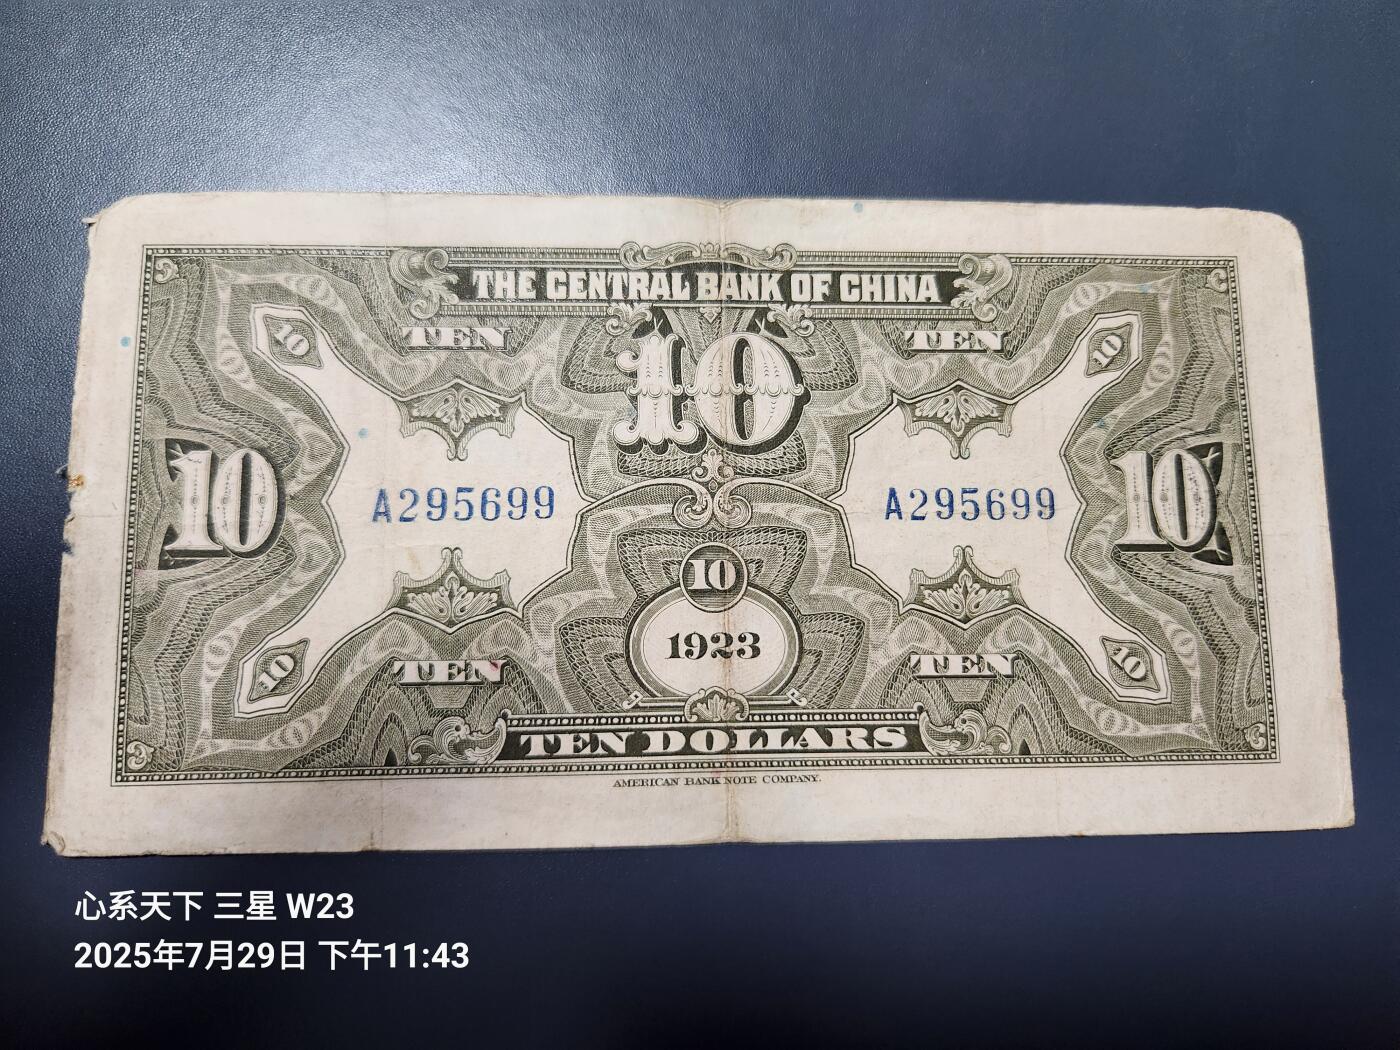 THE CENTRAL BANK OF CHINA
TEN 10 TEN
10 10
10 10
A295699 A295699
10
1923
10 10
TEN TEN
TEN DOLLARS
AMERICAN BANK NOTE COMPANY.
心系天下 三星 W23
2025年7月29日 下午11:43